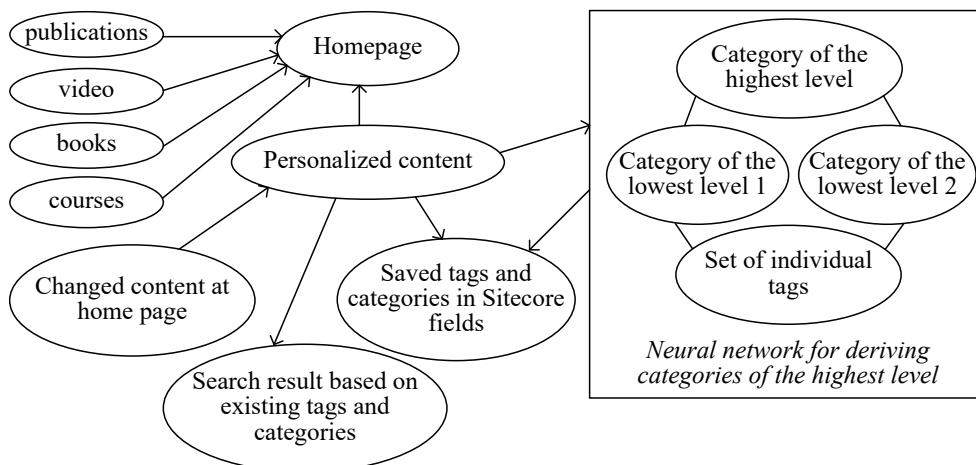 publications
video
books
courses
Homepage
Personalized content
Changed content at
home page
Saved tags and
categories in Sitecore
fields
Search result based on
existing tags and
categories
Category of the
highest level
Category of the
lowest level 1
Category of the
lowest level 2
Set of individual
tags
Neural network for deriving
categories of the highest level